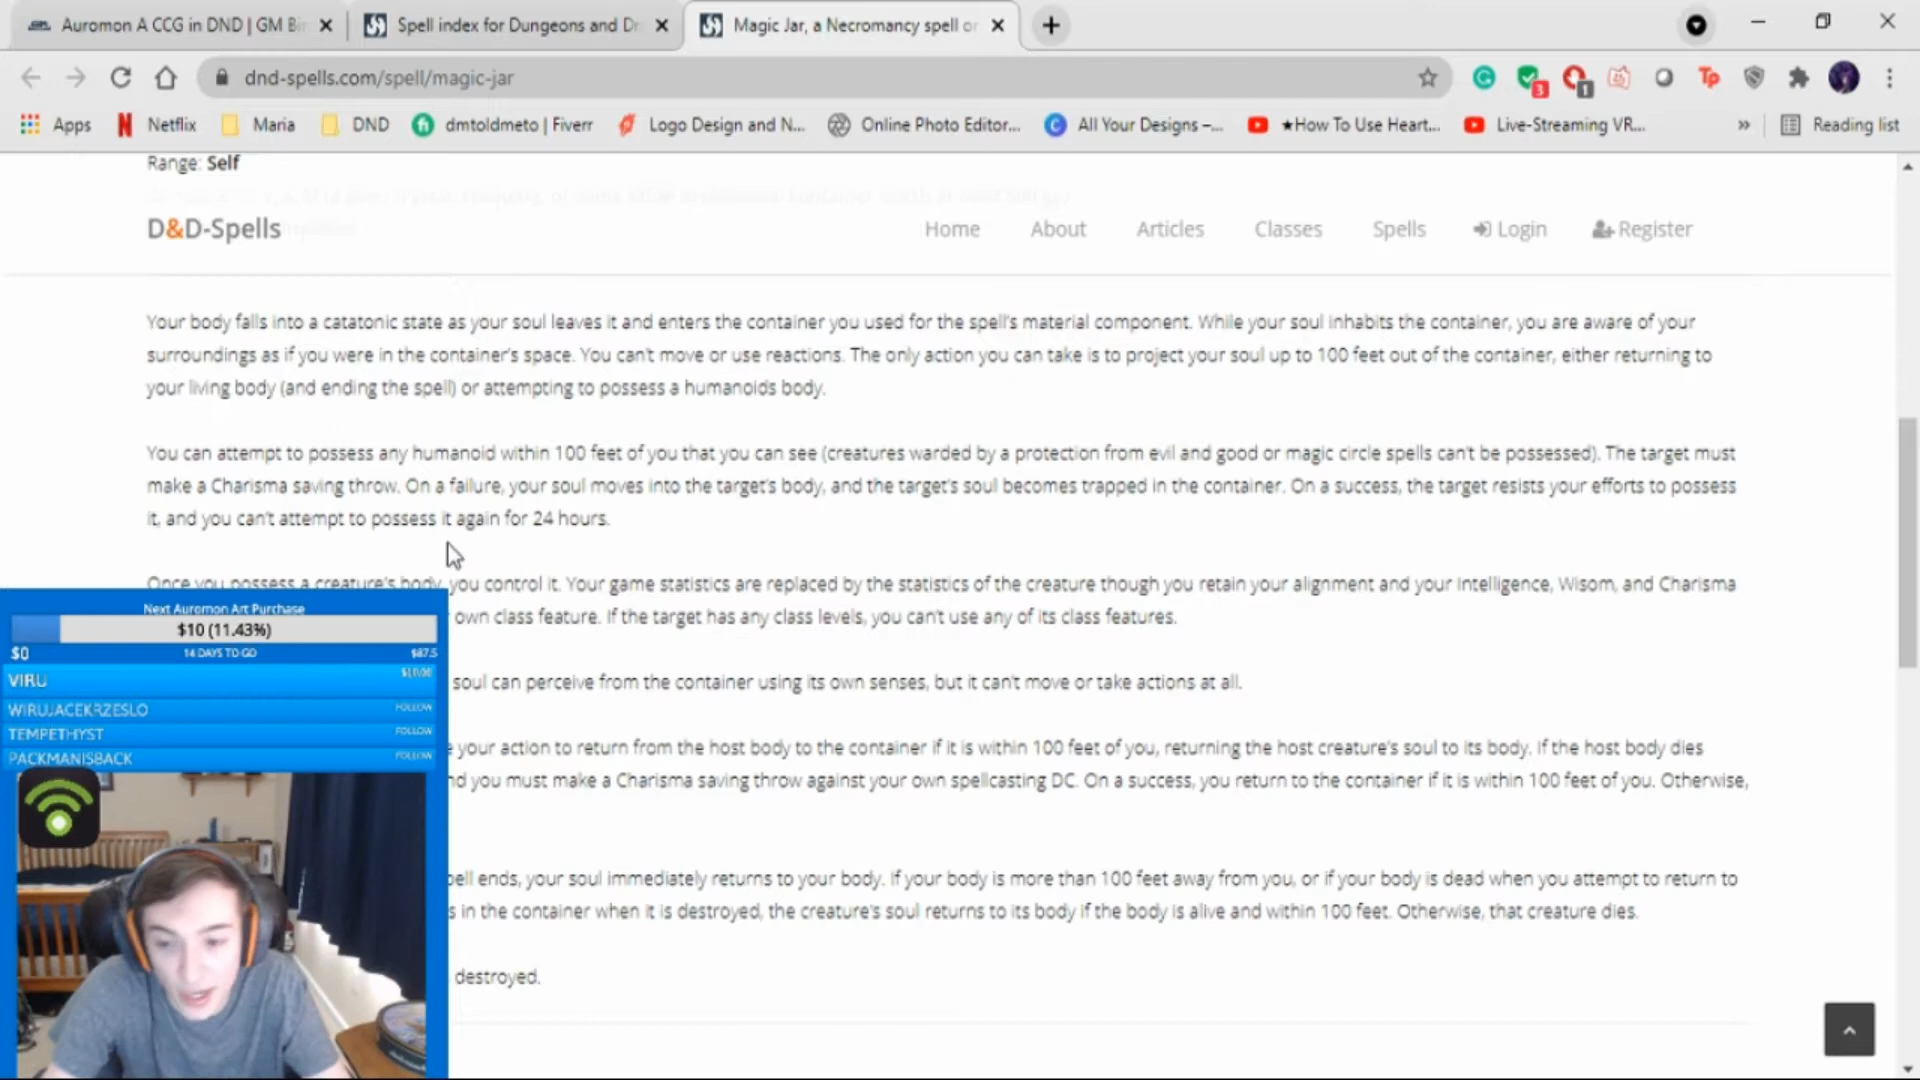 Auromon A CCG in DND | GM Bin
Spell index for Dungeons and Dr
Magic Jar, a Necromancy spell or
dnd-spells.com/spell/magic-jar
3
1
Tp
Apps
Netflix
Maria
DND
dmtoldmeto | Fiverr
Logo Design and N...
Online Photo Editor...
All Your Designs –...
★How To Use Heart...
Live-Streaming VR...
»
Reading list
Range: Self
D&D-Spells
Home
About
Articles
Classes
Spells
Login
Register
Your body falls into a catatonic state as your soul leaves it and enters the container you used for the spell's material component. While your soul inhabits the container, you are aware of your
surroundings as if you were in the container's space. You can't move or use reactions. The only action you can take is to project your soul up to 100 feet out of the container, either returning to
your living body (and ending the spell) or attempting to possess a humanoids body.
You can attempt to possess any humanoid within 100 feet of you that you can see (creatures warded by a protection from evil and good or magic circle spells can't be possessed). The target must
make a Charisma saving throw. On a failure, your soul moves into the target's body, and the target's soul becomes trapped in the container. On a success, the target resists your efforts to possess
it, and you can't attempt to possess it again for 24 hours.
Once you possess a creature's body, you control it. Your game statistics are replaced by the statistics of the creature though you retain your alignment and your Intelligence, Wisom, and Charisma
own class feature. If the target has any class levels, you can't use any of its class features.
soul can perceive from the container using its own senses, but it can't move or take actions at all.
e your action to return from the host body to the container if it is within 100 feet of you, returning the host creature's soul to its body. If the host body dies
nd you must make a Charisma saving throw against your own spellcasting DC. On a success, you return to the container if it is within 100 feet of you. Otherwise,
pell ends, your soul immediately returns to your body. If your body is more than 100 feet away from you, or if your body is dead when you attempt to return to
s in the container when it is destroyed, the creature's soul returns to its body if the body is alive and within 100 feet. Otherwise, that creature dies.
destroyed.
Next Auromon Art Purchase
$10 (11.43%)
$0
14 DAYS TO GO
$87.5
VIRU
$10.00
WIRUJACEKRZESLO
FOLLOW
TEMPETHYST
FOLLOW
PACKMANISBACK
FOLLOW